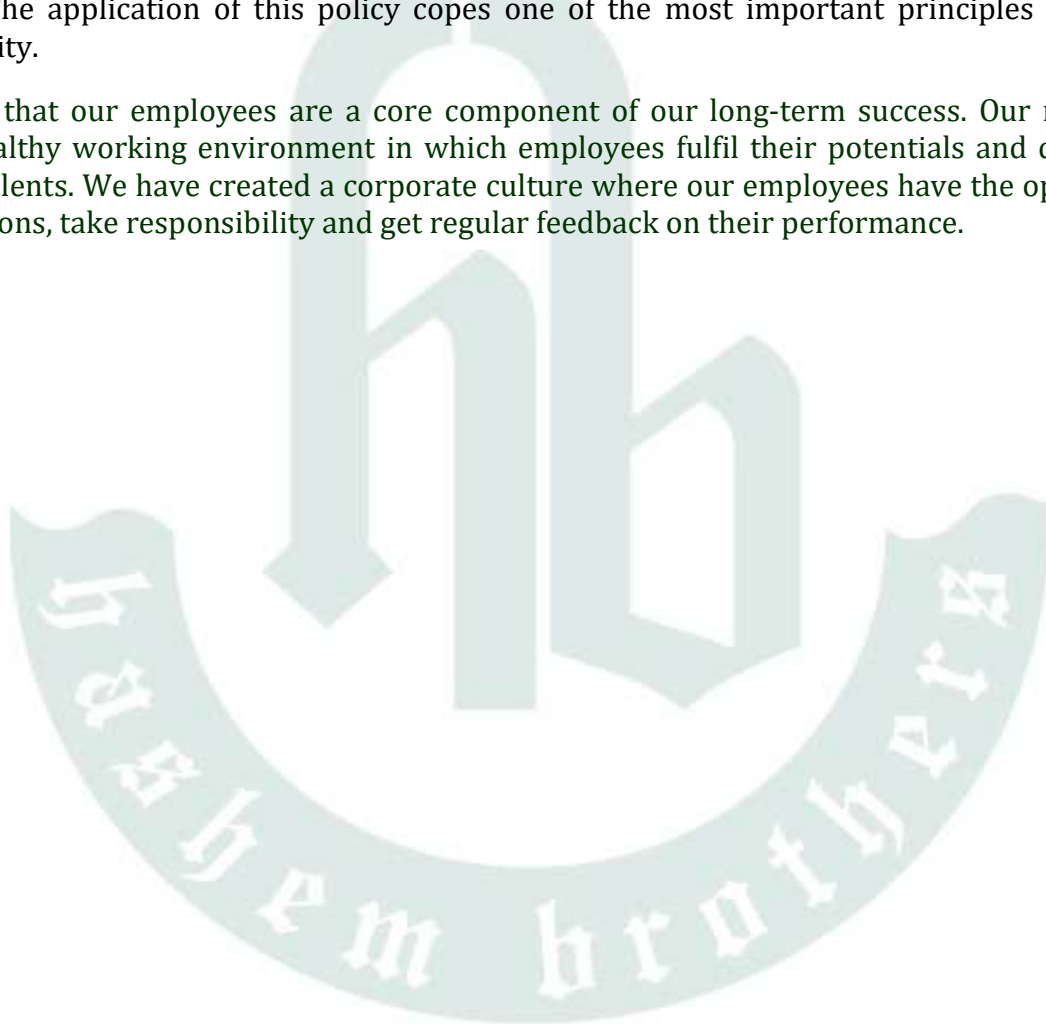 he application of this policy copes one of the most important principles
ity.
that our employees are a core component of our long-term success. Our
althy working environment in which employees fulfil their potentials and
lents. We have created a corporate culture where our employees have the op
ons, take responsibility and get regular feedback on their performance.
hb
hashem brothers